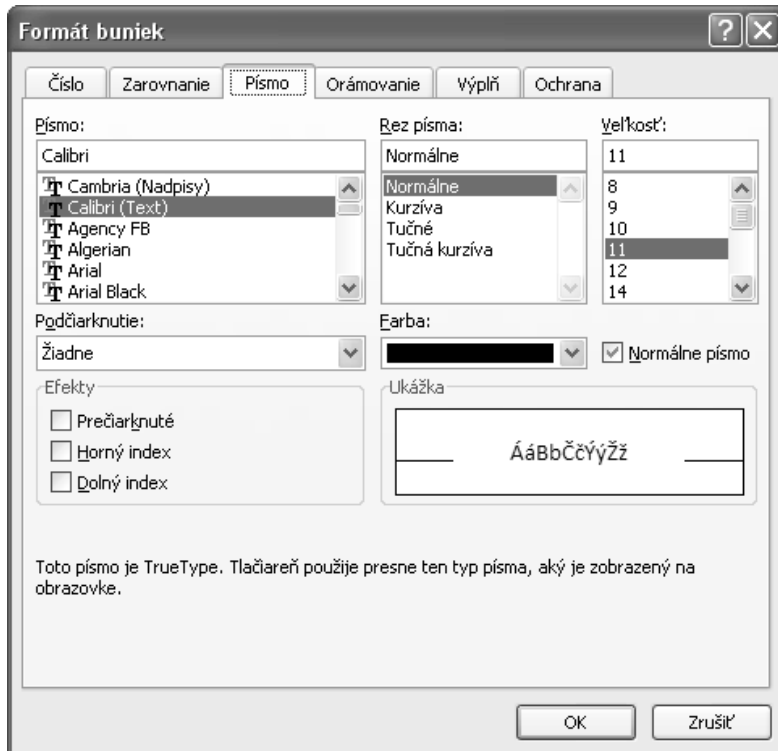 Formát buniek
Číslo Zarovnanie Písmo Orámovanie Výplň Ochrana
Písmo: Rez písma: Veľkosť:
Calibri Normálne 11
Cambria (Nadpisy) Normálne 8
Calibri (Text) Kurzíva 9
Agency FB Tučné 10
Algerian Tučná kurzíva 11
Arial 12
Arial Black 14
Podčiarknutie: Farba:
Žiadne Normálne písmo
Efekty Ukážka
Prečiarknuté
Horný index ÁáBbČčÝýŽž
Dolný index
Toto písmo je TrueType. Tlačiareň použije presne ten typ písma, aký je zobrazený na
obrazovke.
OK Zrušiť